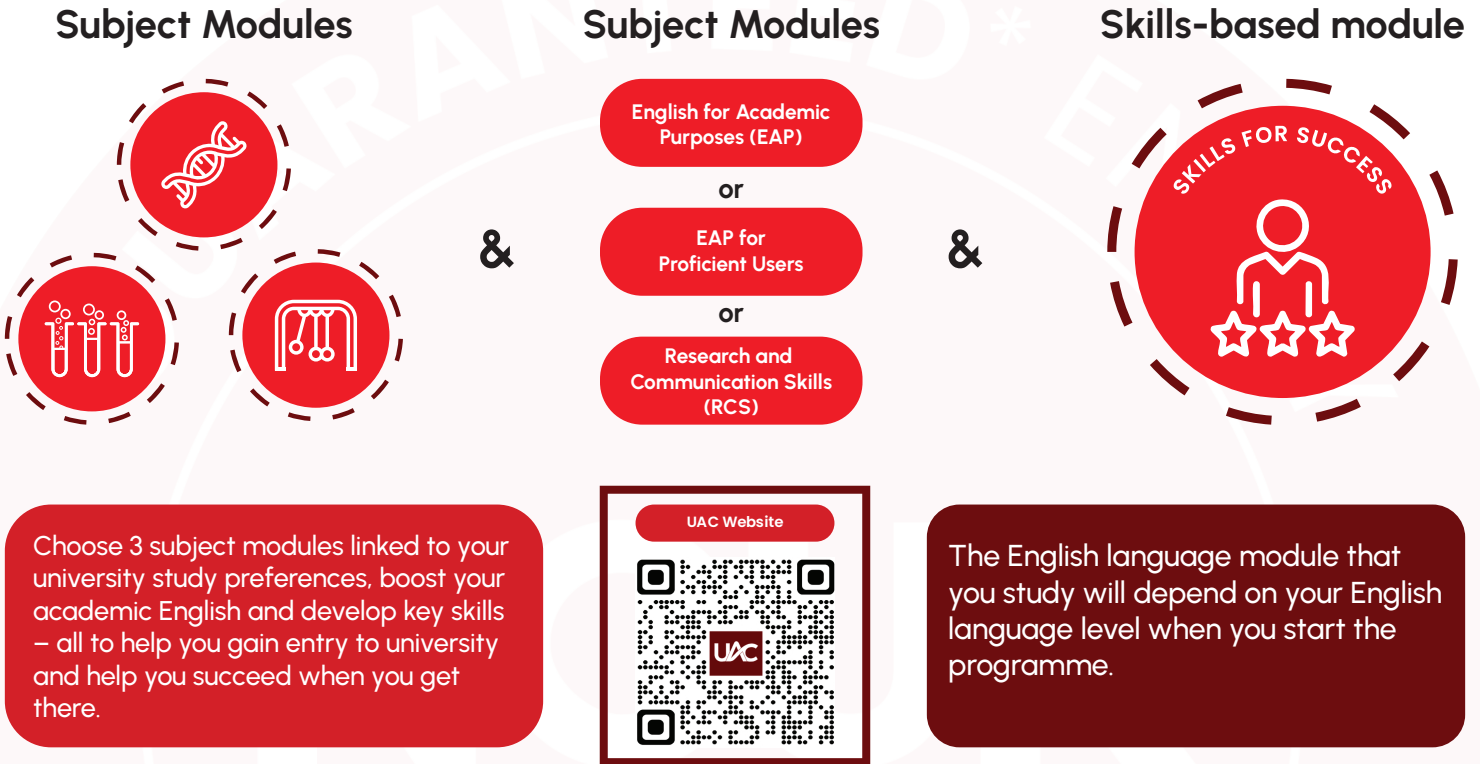 Subject Modules
Subject Modules
Skills-based module
English for Academic
Purposes (EAP)
or
EAP for
Proficient Users
or
Research and
Communication Skills
(RCS)
&
&
SKILLS FOR SUCCESS
Choose 3 subject modules linked to your
university study preferences, boost your
academic English and develop key skills
– all to help you gain entry to university
and help you succeed when you get
there.
UAC Website
UAC
The English language module that
you study will depend on your English
language level when you start the
programme.